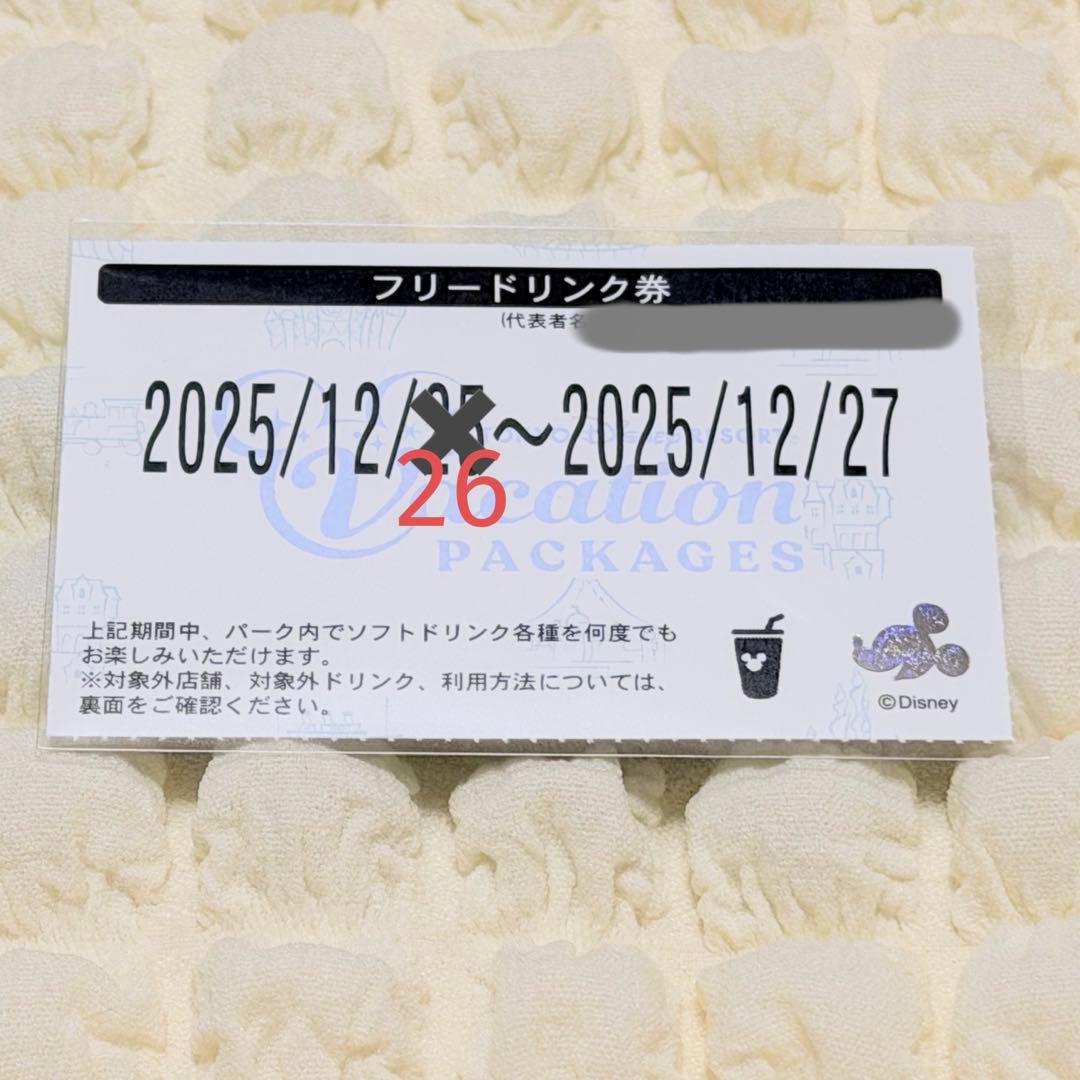 フリードリンク券
(代表者名
2025/12/25～2025/12/27
26
TOKYO Disney RESORT
Vacation
PACKAGES
上記期間中、パーク内でソフトドリンク各種を何度でも
お楽しみいただけます。
※対象外店舗、対象外ドリンク、利用方法については、
裏面をご確認ください。
©Disney